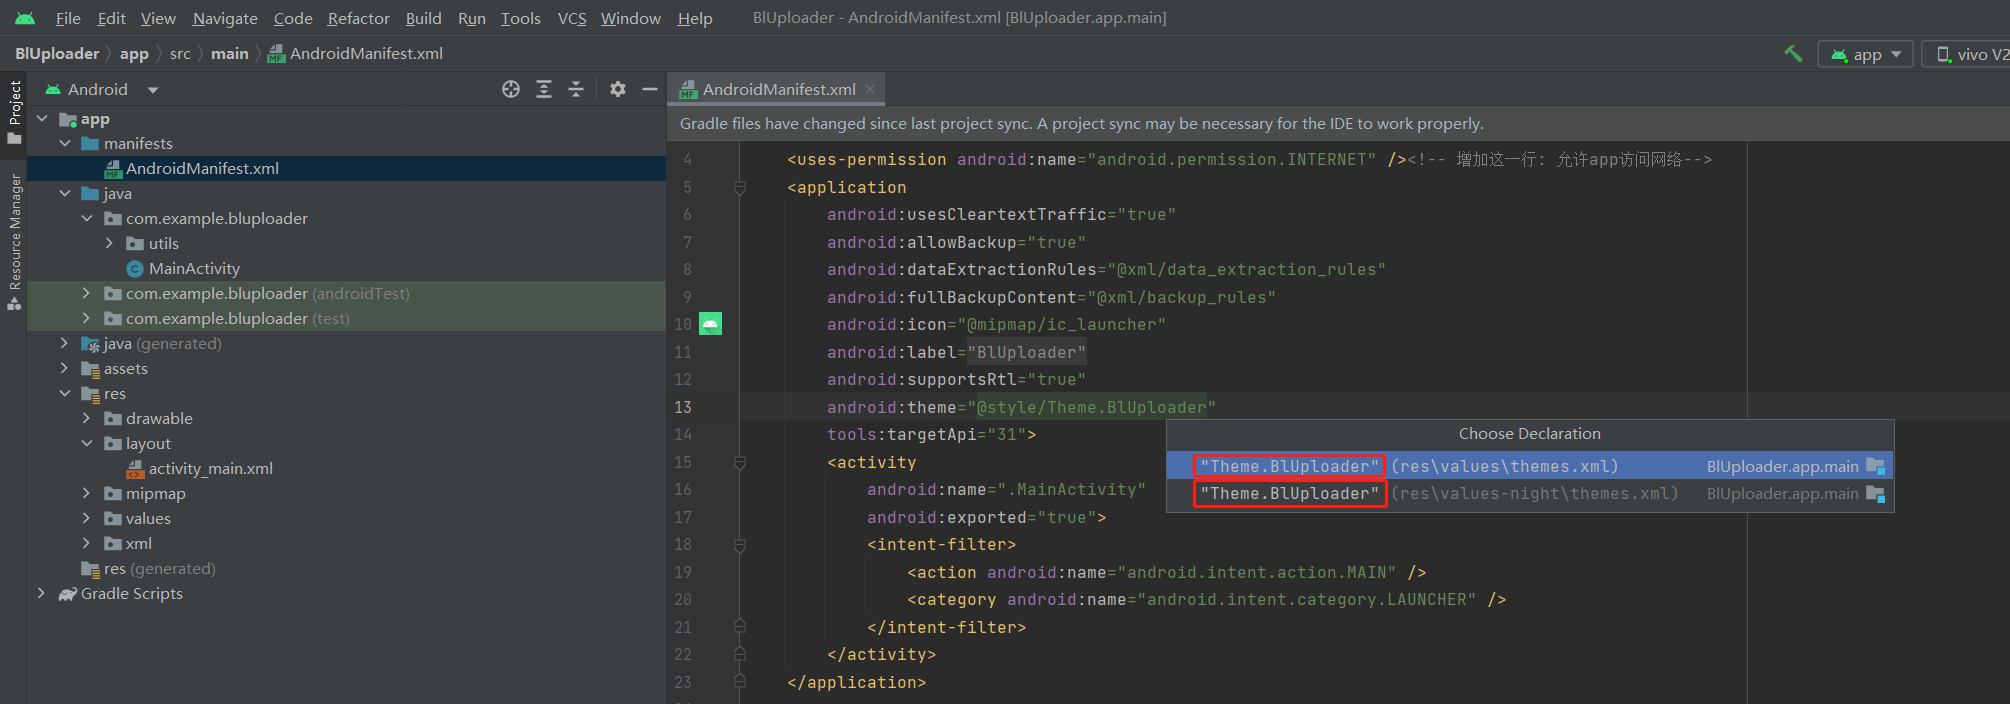 File Edit View Navigate Code Refactor Build Run Tools VCS Window Help BlUploader - AndroidManifest.xml [BlUploader.app.main]
BlUploader app src main AndroidManifest.xml app vivo V2
Project
Resource Manager
Android
app
manifests
AndroidManifest.xml
java
com.example.bluploader
utils
MainActivity
com.example.bluploader (androidTest)
com.example.bluploader (test)
java (generated)
assets
res
drawable
layout
activity_main.xml
mipmap
values
xml
res (generated)
Gradle Scripts
AndroidManifest.xml
Gradle files have changed since last project sync. A project sync may be necessary for the IDE to work properly.
4 <uses-permission android:name="android.permission.INTERNET" /><!-- 增加这一行: 允许app访问网络-->
5 <application
6 android:usesCleartextTraffic="true"
7 android:allowBackup="true"
8 android:dataExtractionRules="@xml/data_extraction_rules"
9 android:fullBackupContent="@xml/backup_rules"
10 android:icon="@mipmap/ic_launcher"
11 android:label="BlUploader"
12 android:supportsRtl="true"
13 android:theme="@style/Theme.BlUploader"
14 tools:targetApi="31">
15 <activity
16 android:name=".MainActivity"
17 android:exported="true">
18 <intent-filter>
19 <action android:name="android.intent.action.MAIN" />
20 <category android:name="android.intent.category.LAUNCHER" />
21 </intent-filter>
22 </activity>
23 </application>
Choose Declaration
"Theme.BlUploader" (res\values\themes.xml) BlUploader.app.main
"Theme.BlUploader" (res\values-night\themes.xml) BlUploader.app.main